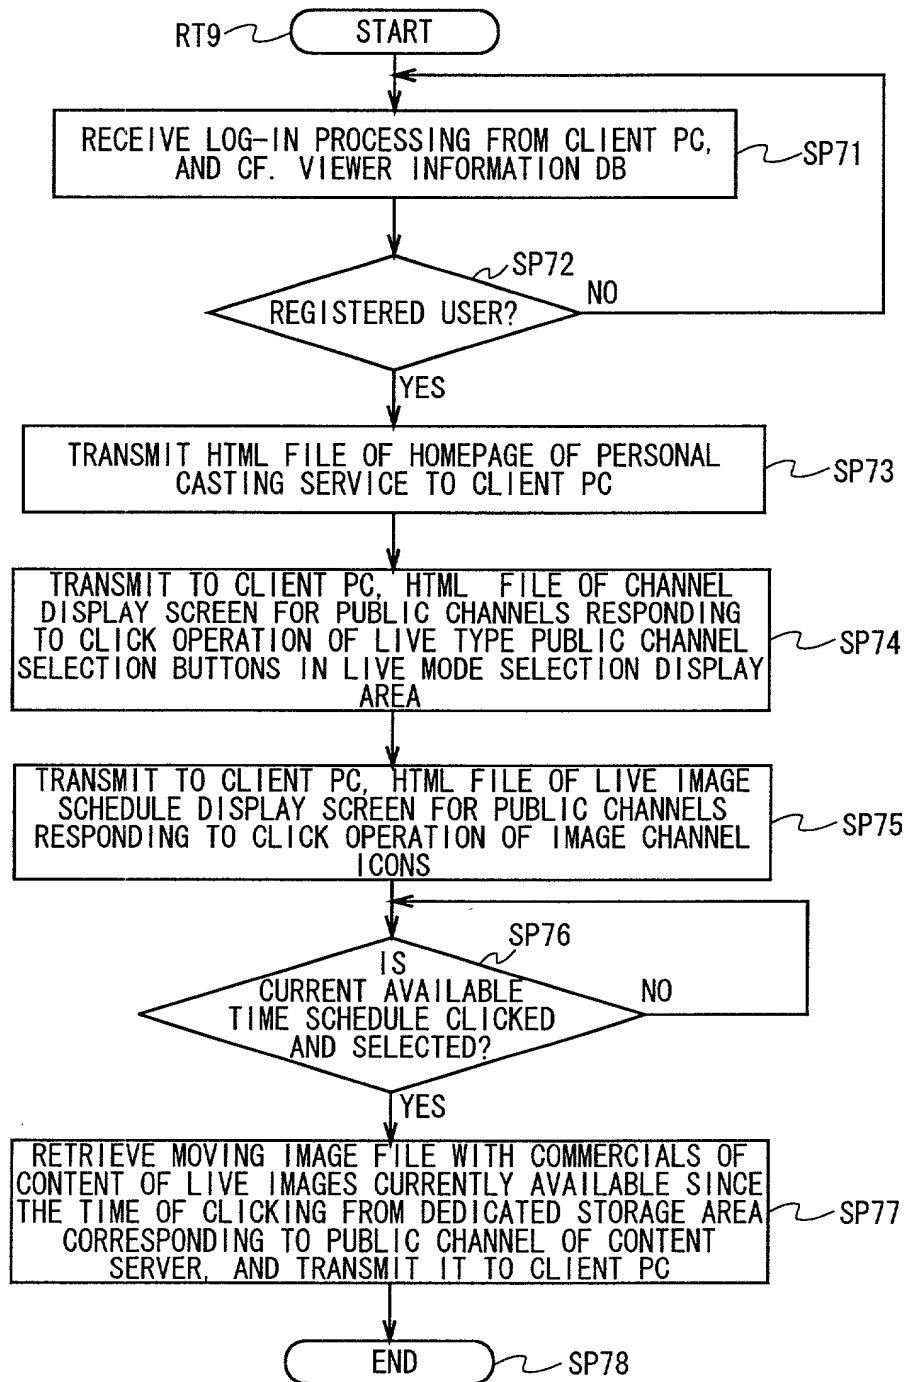 RT9
START
RECEIVE LOG-IN PROCESSING FROM CLIENT PC,
AND CF. VIEWER INFORMATION DB
SP71
SP72
REGISTERED USER?
NO
YES
TRANSMIT HTML FILE OF HOMEPAGE OF PERSONAL
CASTING SERVICE TO CLIENT PC
SP73
TRANSMIT TO CLIENT PC, HTML FILE OF CHANNEL
DISPLAY SCREEN FOR PUBLIC CHANNELS RESPONDING
TO CLICK OPERATION OF LIVE TYPE PUBLIC CHANNEL
SELECTION BUTTONS IN LIVE MODE SELECTION DISPLAY
AREA
SP74
TRANSMIT TO CLIENT PC, HTML FILE OF LIVE IMAGE
SCHEDULE DISPLAY SCREEN FOR PUBLIC CHANNELS
RESPONDING TO CLICK OPERATION OF IMAGE CHANNEL
ICONS
SP75
SP76
IS
CURRENT AVAILABLE
TIME SCHEDULE CLICKED
AND SELECTED?
NO
YES
RETRIEVE MOVING IMAGE FILE WITH COMMERCIALS OF
CONTENT OF LIVE IMAGES CURRENTLY AVAILABLE SINCE
THE TIME OF CLICKING FROM DEDICATED STORAGE AREA
CORRESPONDING TO PUBLIC CHANNEL OF CONTENT
SERVER, AND TRANSMIT IT TO CLIENT PC
SP77
END
SP78